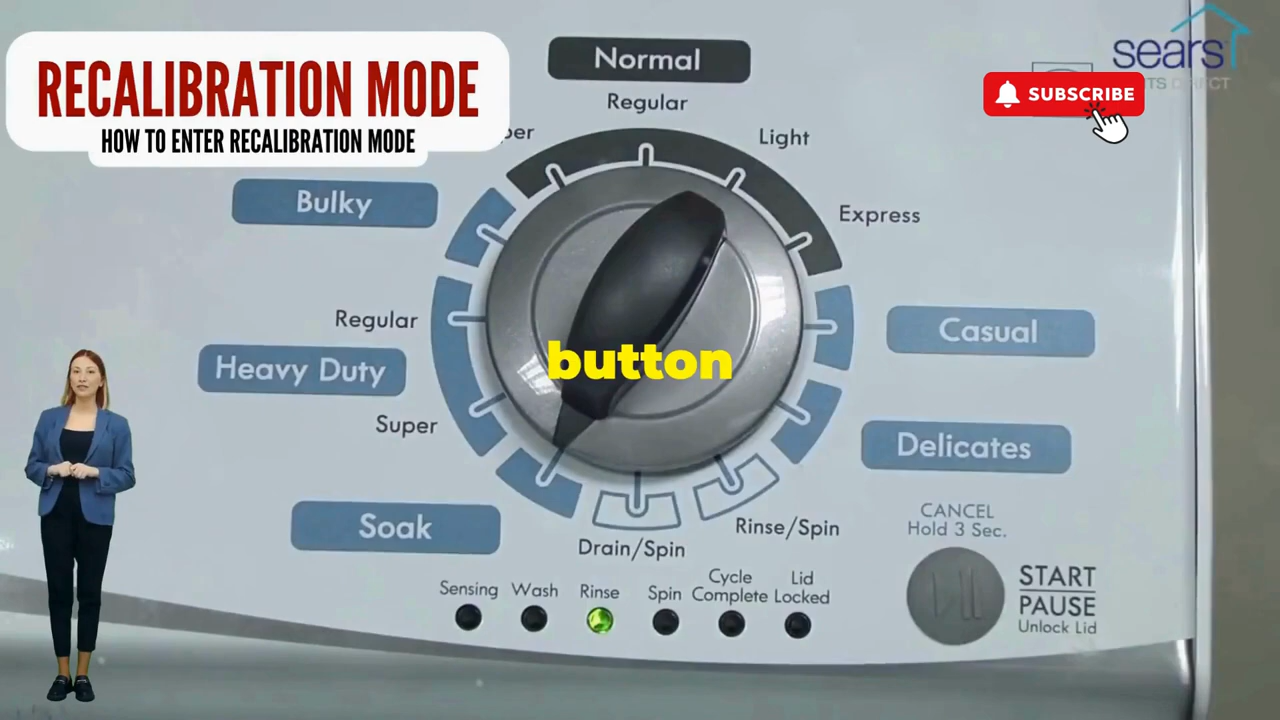 RECALIBRATION MODE
HOW TO ENTER RECALIBRATION MODE
sears
DIRECT
SUBSCRIBE
Normal
Regular
Light
Express
Bulky
Regular
Heavy Duty
Super
button
Casual
Delicates
Soak
Drain/Spin
Rinse/Spin
CANCEL
Hold 3 Sec.
Sensing
Wash
Rinse
Spin
Cycle
Complete
Lid
Locked
START
PAUSE
Unlock Lid